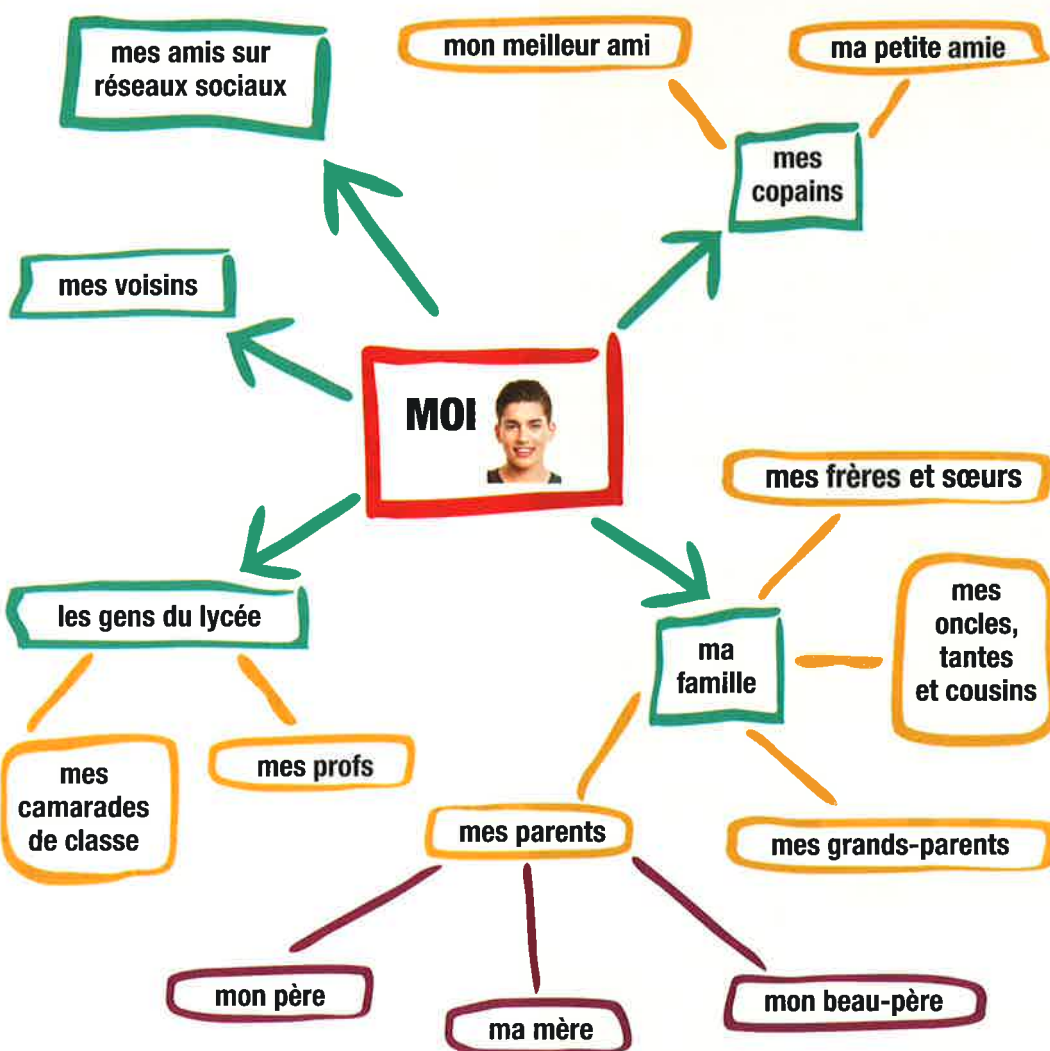 mes amis sur
réseaux sociaux
mon meilleur ami
ma petite amie
mes
copains
mes voisins
MOI
mes frères et sœurs
les gens du lycée
ma
famille
mes
oncles,
tantes
et cousins
mes
camarades
de classe
mes profs
mes parents
mes grands-parents
mon père
ma mère
mon beau-père